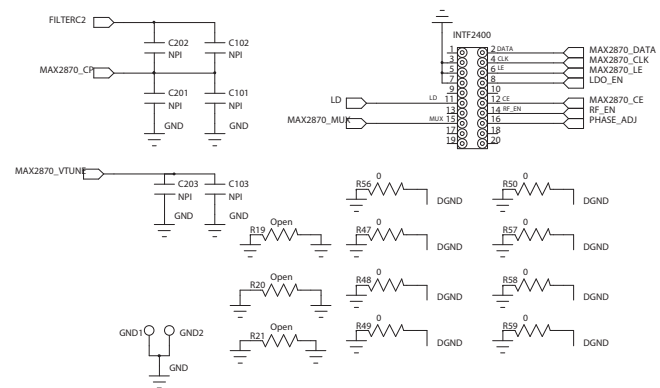 FILTERC2
C202
NPI
C102
NPI
MAX2870_CP
C201
NPI
C101
NPI
GND
GND
INTF2400
1
2 DATA
MAX2870_DATA
3
4 CLK
MAX2870_CLK
5
6 LE
MAX2870_LE
7
8
LDO_EN
9
10
LD
LD 11
12 CE
MAX2870_CE
13
14 RF_EN
RF_EN
MAX2870_MUX
MUX 15
16
PHASE_ADJ
17
18
19
20
MAX2870_VTUNE
C203
NPI
C103
NPI
GND
GND
R56
0
DGND
R50
0
DGND
R19
Open
R47
0
DGND
R57
0
DGND
R20
Open
R48
0
DGND
R58
0
DGND
R21
Open
R49
0
DGND
R59
0
DGND
GND1
GND2
GND